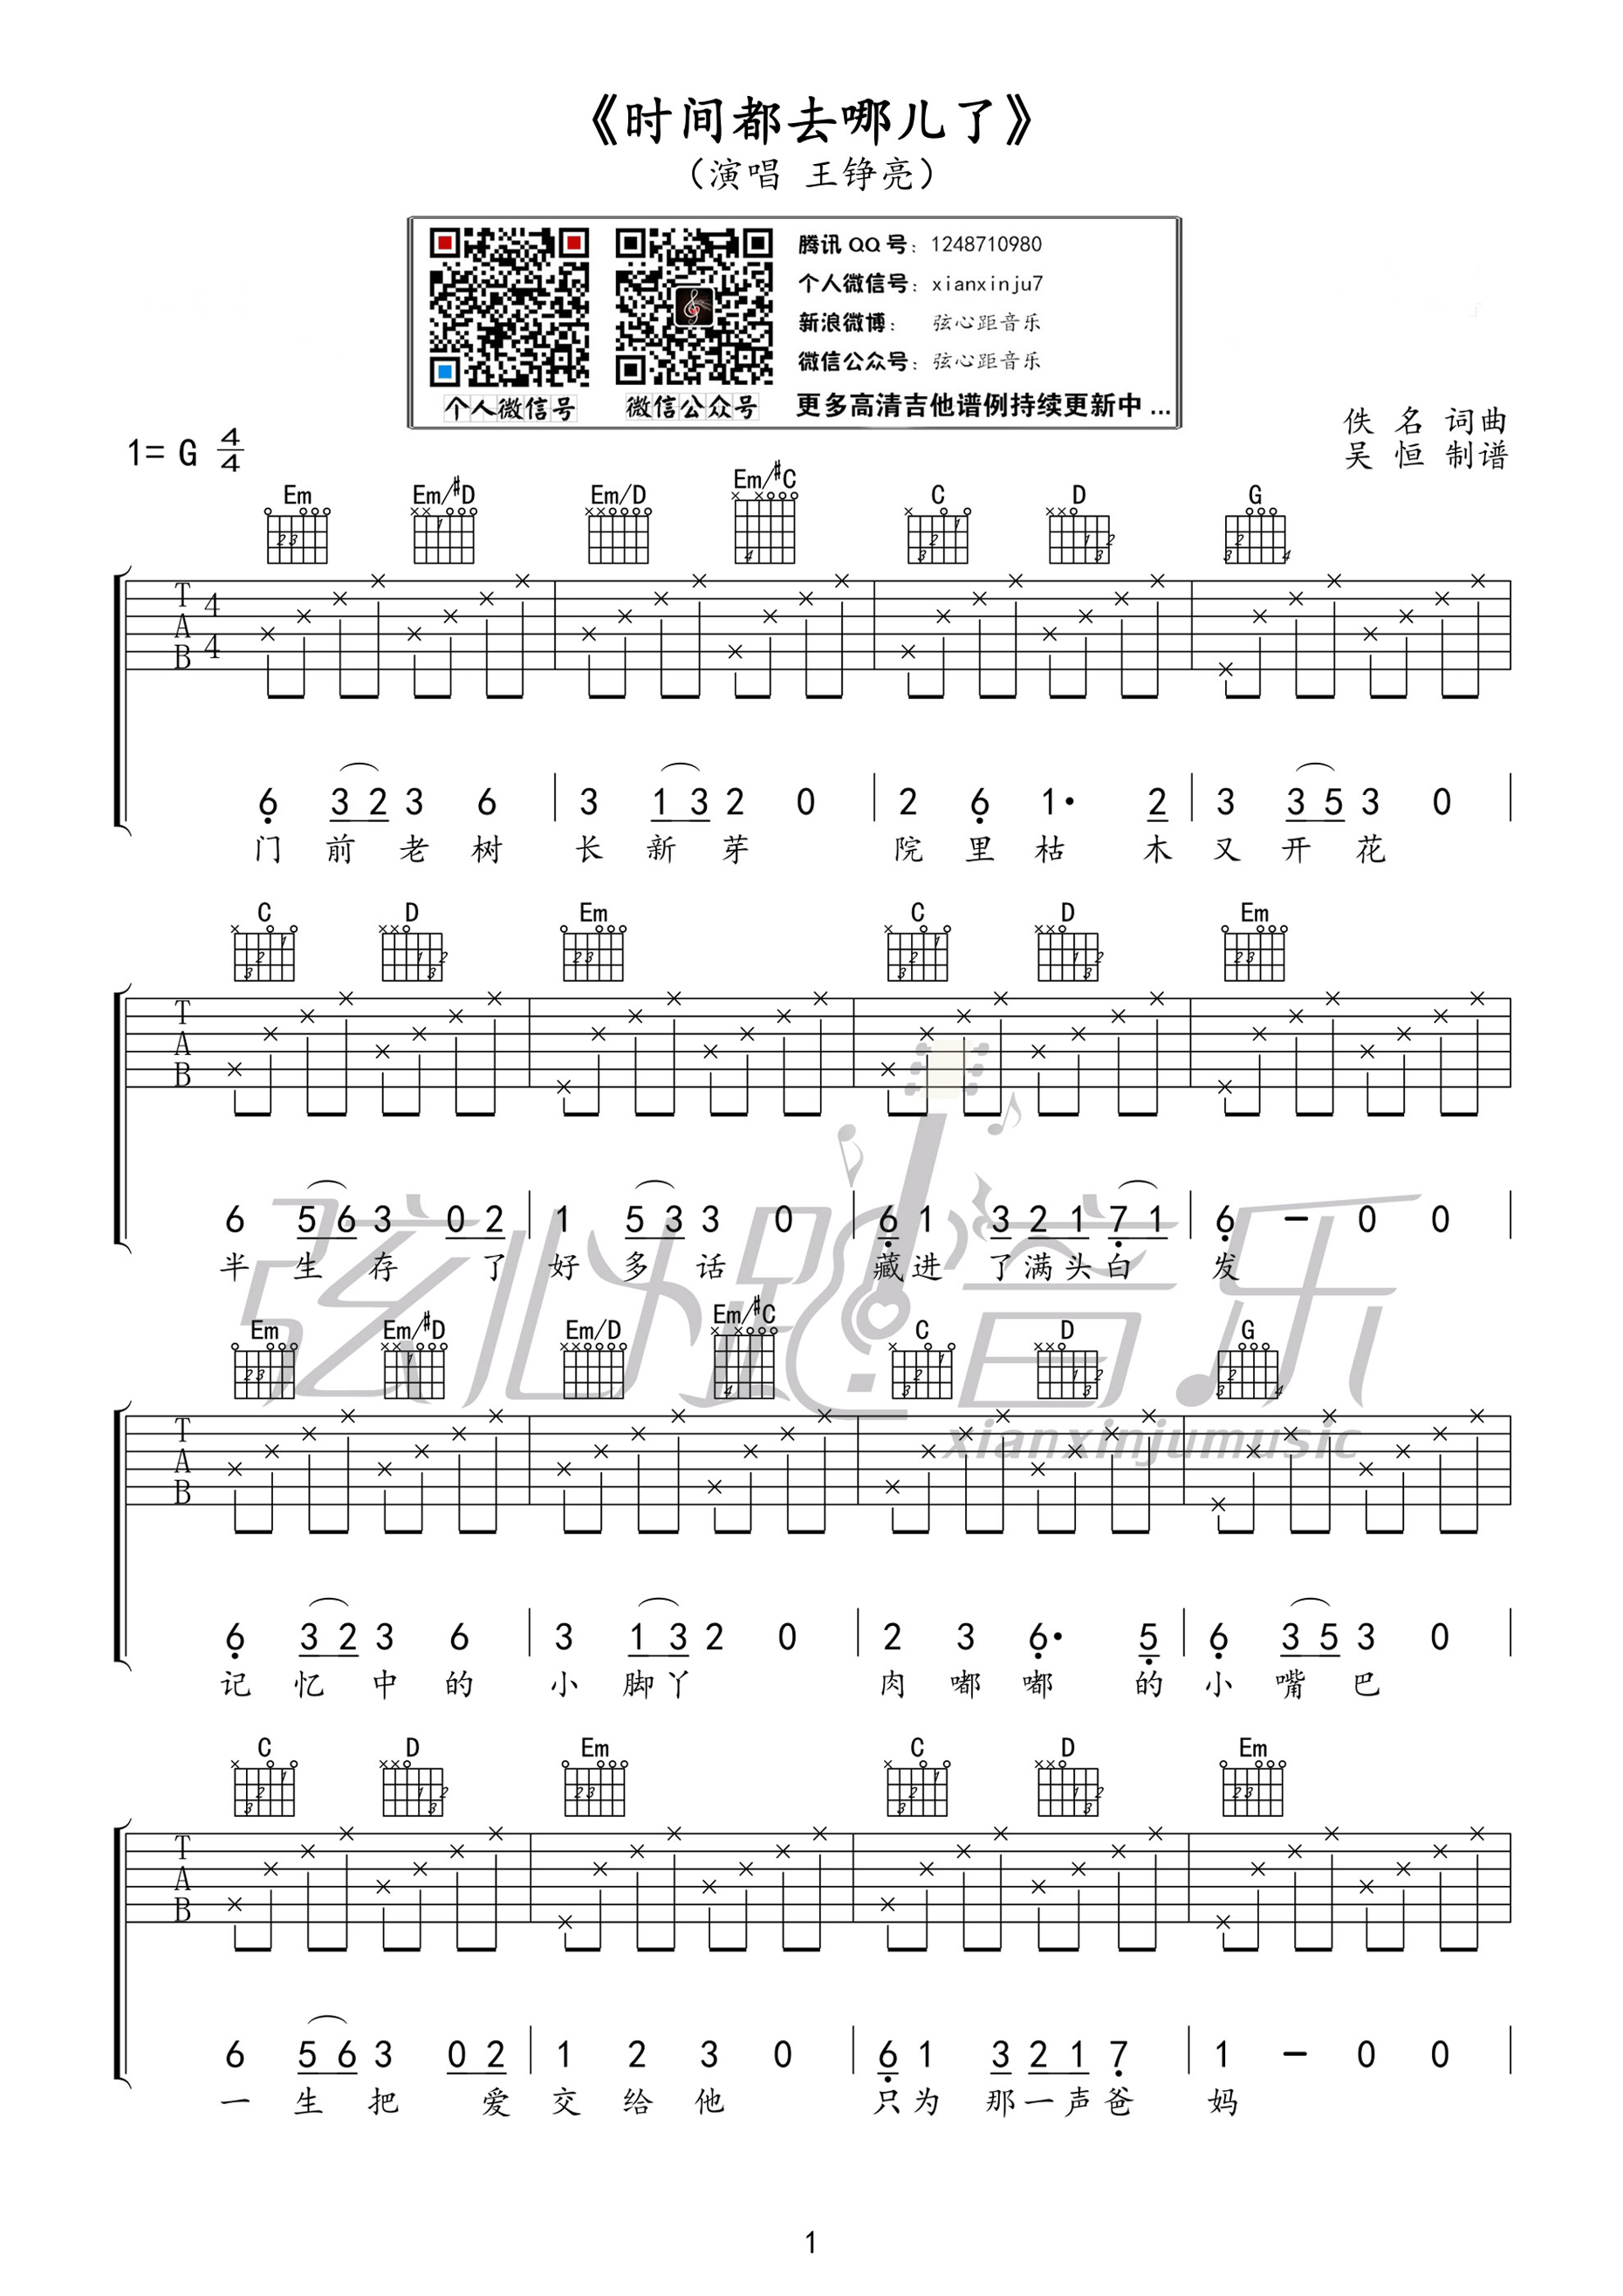 《时间都去哪儿了》
（演唱 王铮亮）
腾讯QQ号：1248710980
个人微信号：xianxinju7
新浪微博： 弦心距音乐
微信公众号：弦心距音乐
个人微信号 微信公众号 更多高清吉他谱例持续更新中...
佚 名 词曲
1= G 4/4 吴 恒 制谱
Em Em/#D Em/D Em/#C C D G
T A B 4/4
6 3 2 3 6 | 3 1 3 2 0 | 2 6 1· 2 | 3 3 5 3 0 |
门 前 老 树 长 新 芽 院 里 枯 木 又 开 花
C D Em C D Em
T A B
6 5 6 3 0 2 | 1 5 3 3 0 | 6 1 3 2 1 7 1 | 6 - 0 0 |
半 生 存 了 好 多 话 藏 进 了 满 头 白 发
弦心距音乐
Em Em/#D Em/D Em/#C C D G
xianxinjumusic
T A B
6 3 2 3 6 | 3 1 3 2 0 | 2 3 6· 5 | 6 3 5 3 0 |
记 忆 中 的 小 脚 丫 肉 嘟 嘟 的 小 嘴 巴
C D Em C D Em
T A B
6 5 6 3 0 2 | 1 2 3 0 | 6 1 3 2 1 7 | 1 - 0 0 |
一 生 把 爱 交 给 他 只 为 那 一 声 爸 妈
1